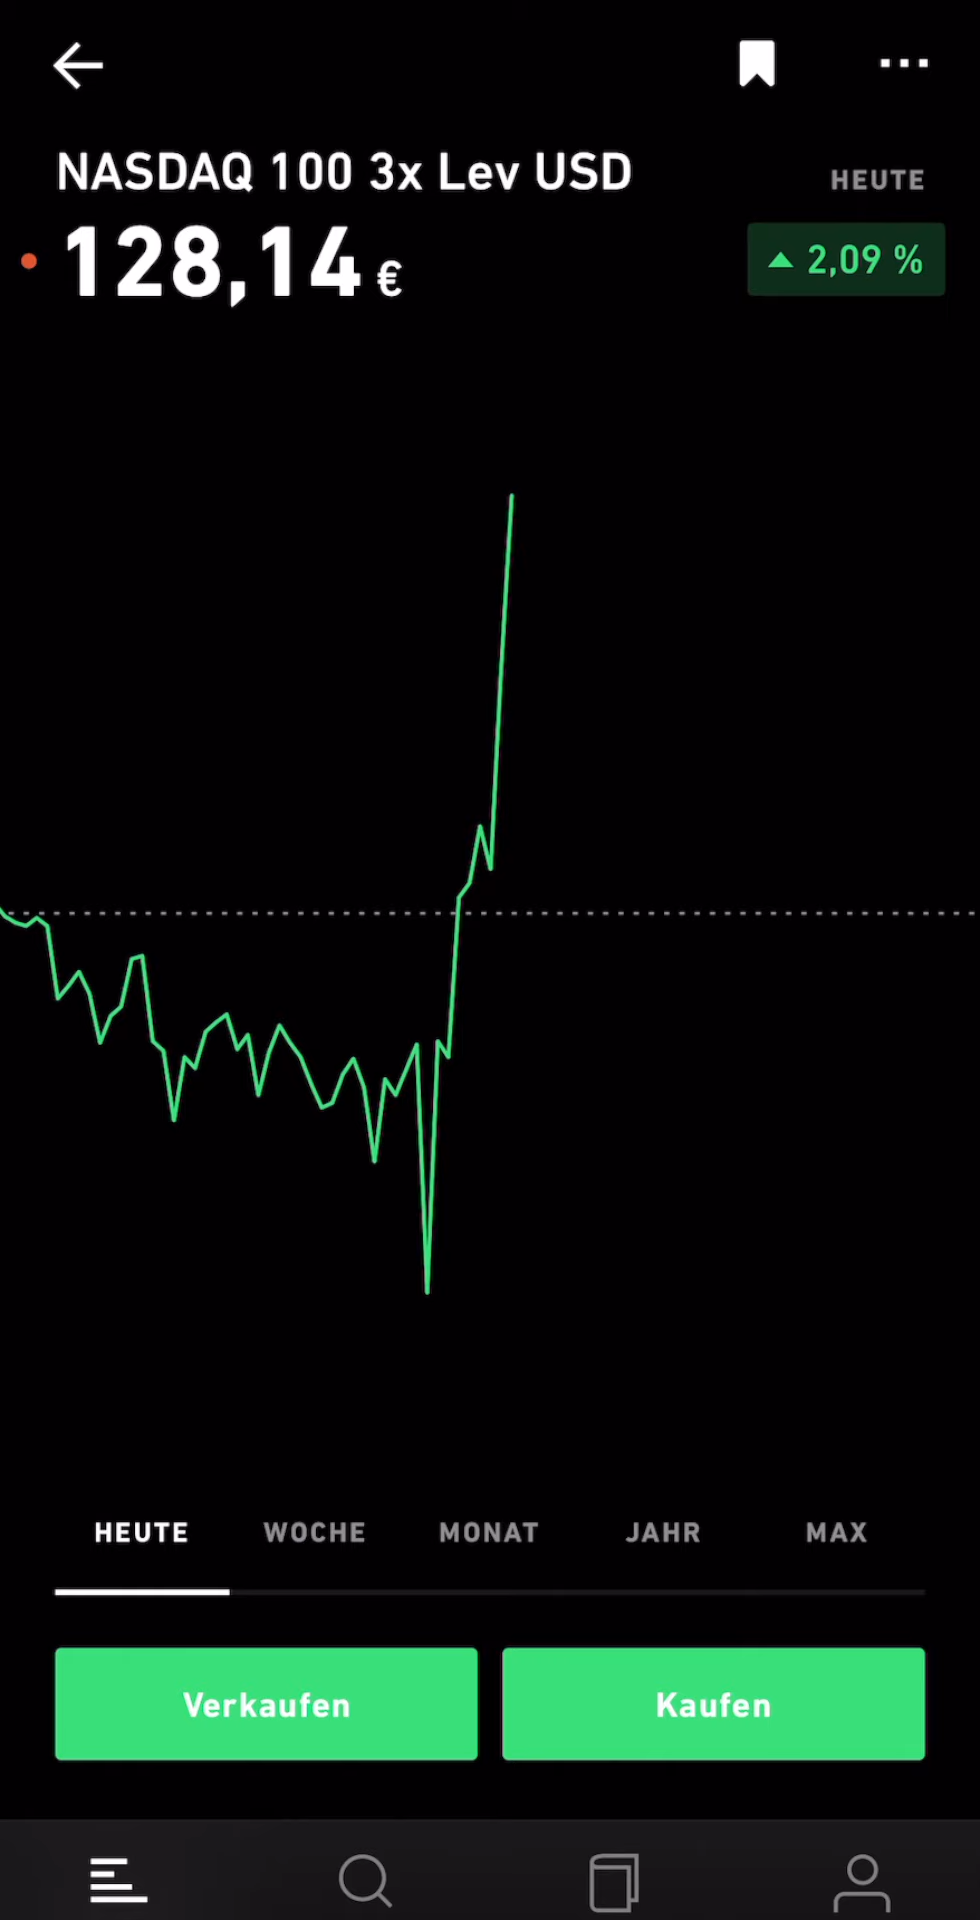 NASDAQ 100 3x Lev USD
HEUTE
128,14 €
2,09 %
HEUTE
WOCHE
MONAT
JAHR
MAX
Verkaufen
Kaufen